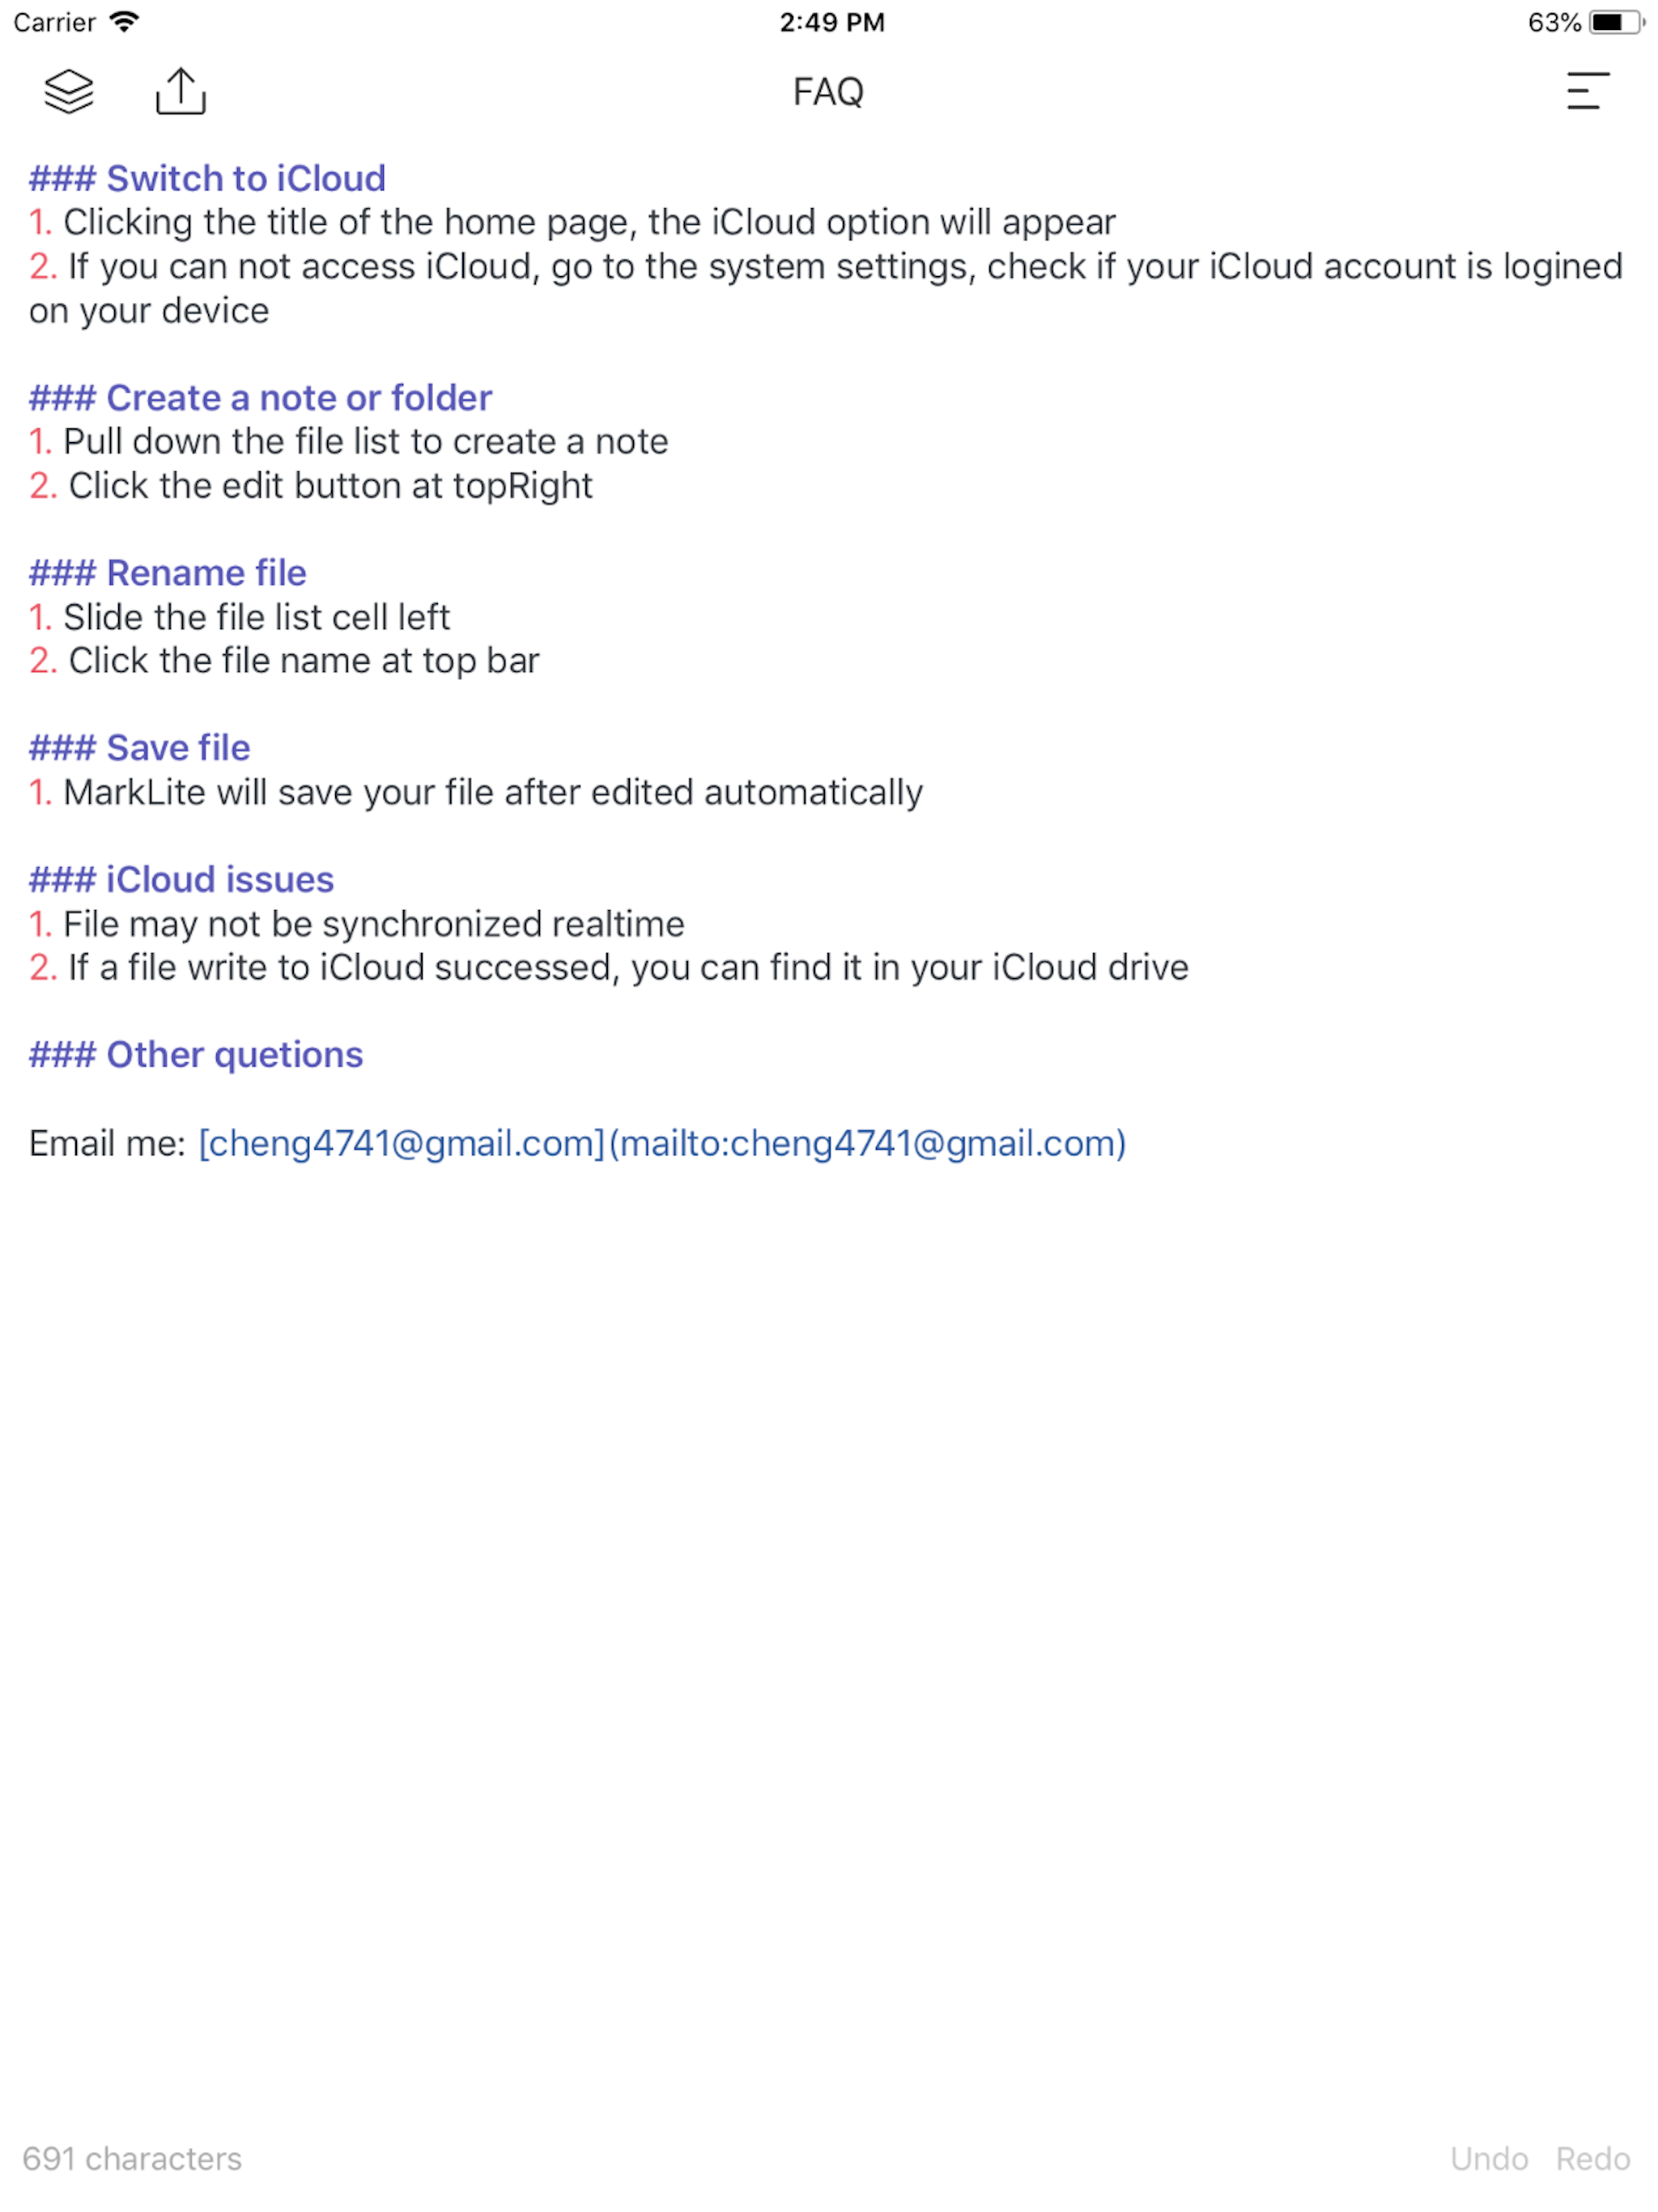 Carrier 2:49 PM 63%
FAQ
### Switch to iCloud
1. Clicking the title of the home page, the iCloud option will appear
2. If you can not access iCloud, go to the system settings, check if your iCloud account is logined
on your device
### Create a note or folder
1. Pull down the file list to create a note
2. Click the edit button at topRight
### Rename file
1. Slide the file list cell left
2. Click the file name at top bar
### Save file
1. MarkLite will save your file after edited automatically
### iCloud issues
1. File may not be synchronized realtime
2. If a file write to iCloud successed, you can find it in your iCloud drive
### Other quetions
Email me: [cheng4741@gmail.com](mailto:cheng4741@gmail.com)
691 characters Undo Redo